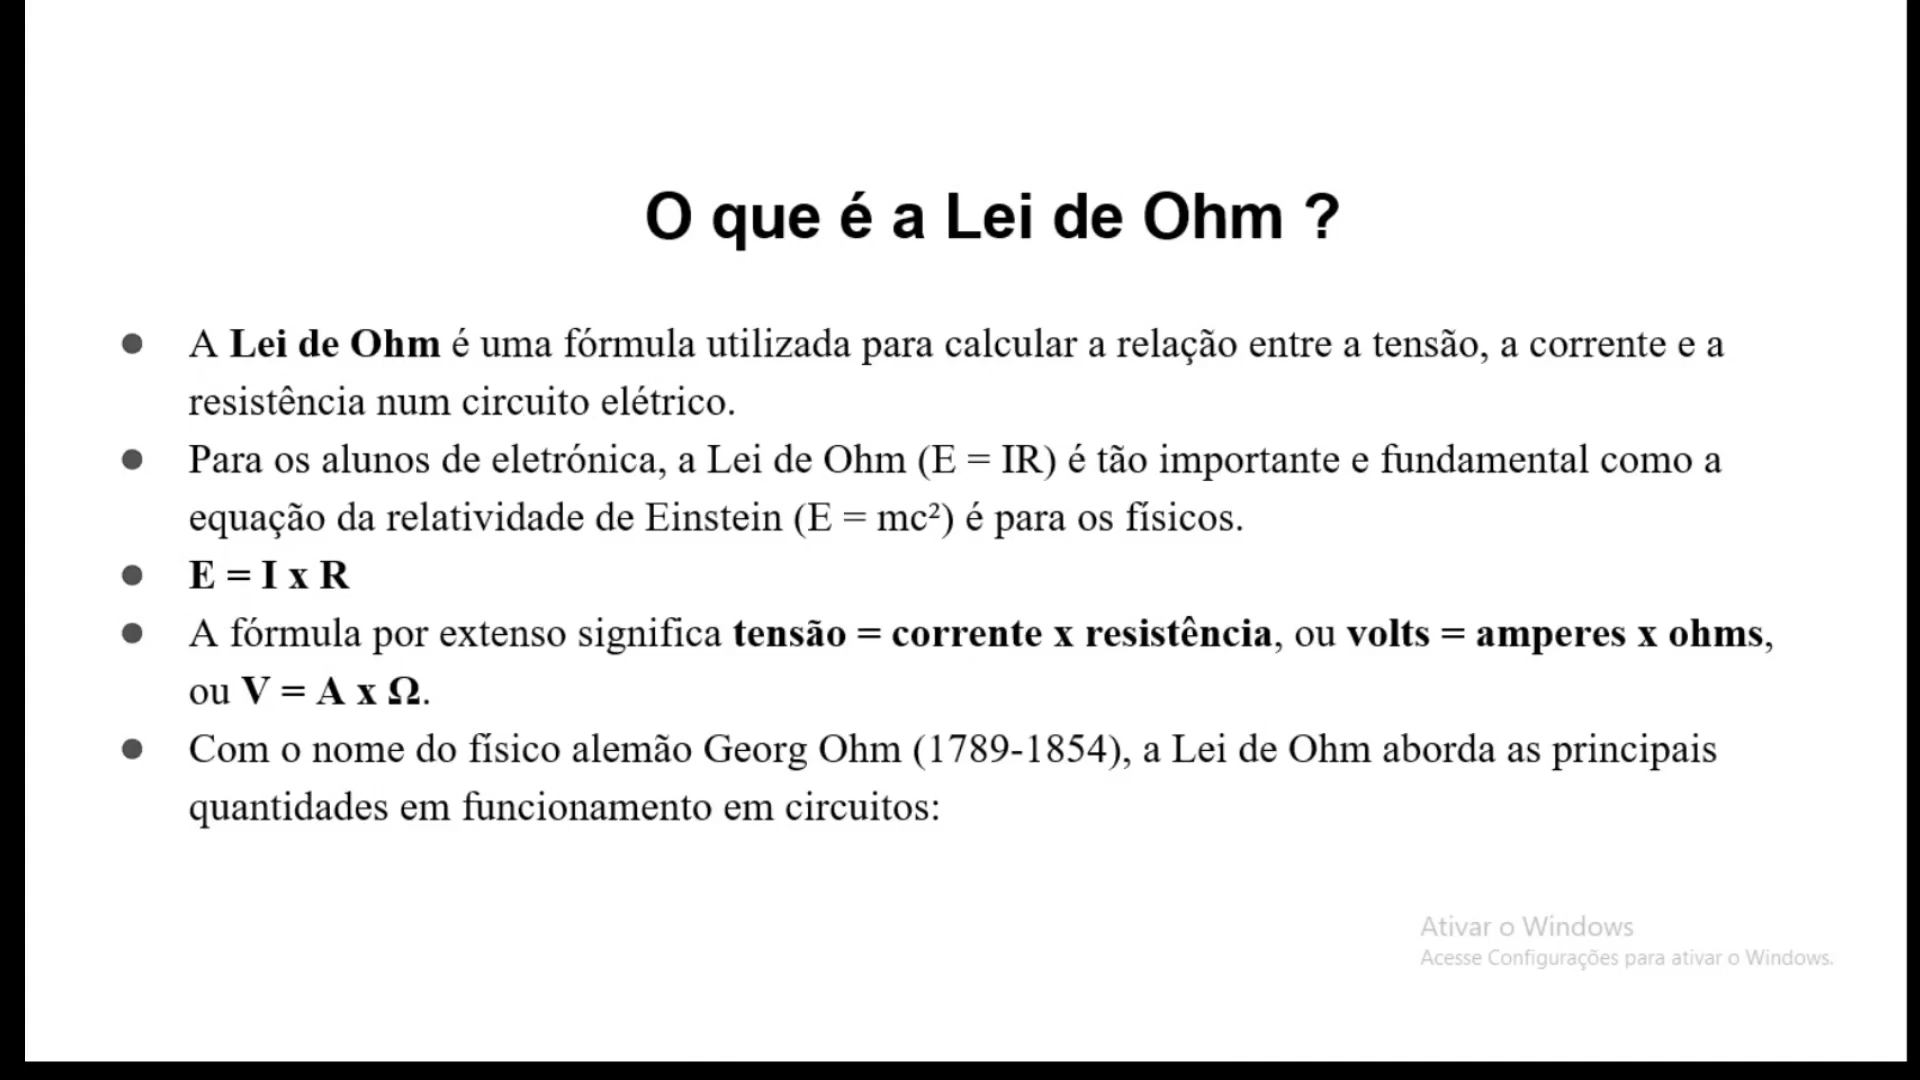 O que é a Lei de Ohm ?
● A Lei de Ohm é uma fórmula utilizada para calcular a relação entre a tensão, a corrente e a
resistência num circuito elétrico.
● Para os alunos de eletrónica, a Lei de Ohm (E = IR) é tão importante e fundamental como a
equação da relatividade de Einstein (E = mc²) é para os físicos.
● E = I x R
● A fórmula por extenso significa tensão = corrente x resistência, ou volts = amperes x ohms,
ou V = A x Ω.
● Com o nome do físico alemão Georg Ohm (1789-1854), a Lei de Ohm aborda as principais
quantidades em funcionamento em circuitos:
Ativar o Windows
Acesse Configurações para ativar o Windows.